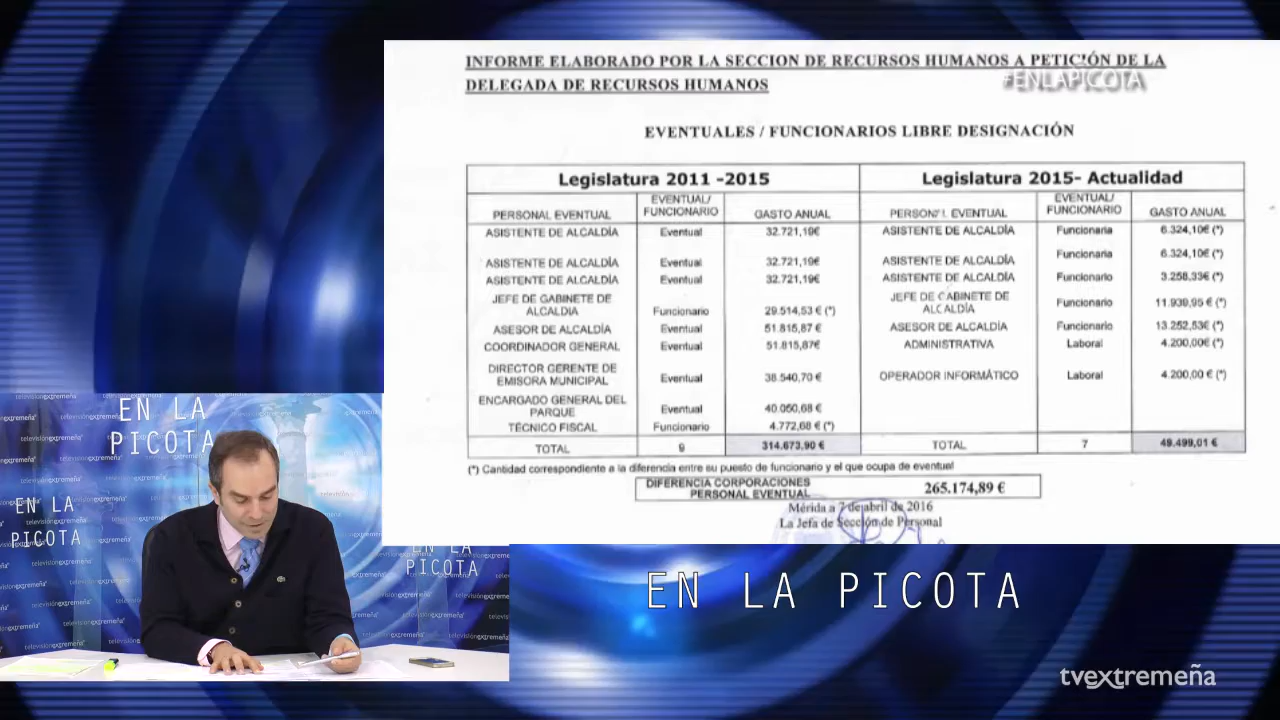 INFORME ELABORADO POR LA SECCION DE RECURSOS HUMANOS A PETICIÓN DE LA
DELEGADA DE RECURSOS HUMANOS
#ENLAPICOTA
EVENTUALES / FUNCIONARIOS LIBRE DESIGNACIÓN
Legislatura 2011 -2015 Legislatura 2015- Actualidad
PERSONAL EVENTUAL EVENTUAL/ FUNCIONARIO GASTO ANUAL EVENTUAL EVENTUAL/ FUNCIONARIO GASTO ANUAL
ASISTENTE DE ALCALDÍA Eventual 32.721,19€ ASISTENTE DE ALCALDÍA Funcionaria 6.324,10€ (*)
ASISTENTE DE ALCALDÍA Eventual 32.721,19€ ASISTENTE DE ALCALDÍA Funcionaria 6.324,10€ (*)
ASISTENTE DE ALCALDÍA Eventual 32.721,19€ ASISTENTE DE ALCALDÍA Funcionario 3.258,33€ (*)
JEFE DE GABINETE DE ALCALDIA Funcionario 29.514,53 € (*) JEFE DE GABINETE DE ALCALDÍA Funcionario 11.939,95 € (*)
ASESOR DE ALCALDÍA Eventual 51.815,87 € ASESOR DE ALCALDÍA Funcionario 13.252,53€ (*)
COORDINADOR GENERAL Eventual 51.815,87€ ADMINISTRATIVA Laboral 4.200,00€ (*)
DIRECTOR GERENTE DE EMISORA MUNICIPAL Eventual 38.540,70 € OPERADOR INFORMÁTICO Laboral 4.200,00 € (*)
ENCARGADO GENERAL DEL PARQUE Eventual 40.050,68 €
TÉCNICO FISCAL Funcionario 4.772,68 € (*)
TOTAL 9 314.673,90 € TOTAL 7 49.499,01 €
(*) Cantidad correspondiente a la diferencia entre su puesto de funcionario y el que ocupa de eventual
DIFERENCIA CORPORACIONES
PERSONAL EVENTUAL 265.174,89 €
Mérida a 7 de abril de 2016
La Jefa de Sección de Personal
EN LA
PICOTA
EN LA
PICOTA
EN LA
PICOTA
televisiónextremeña
EN LA PICOTA
tvextremeña